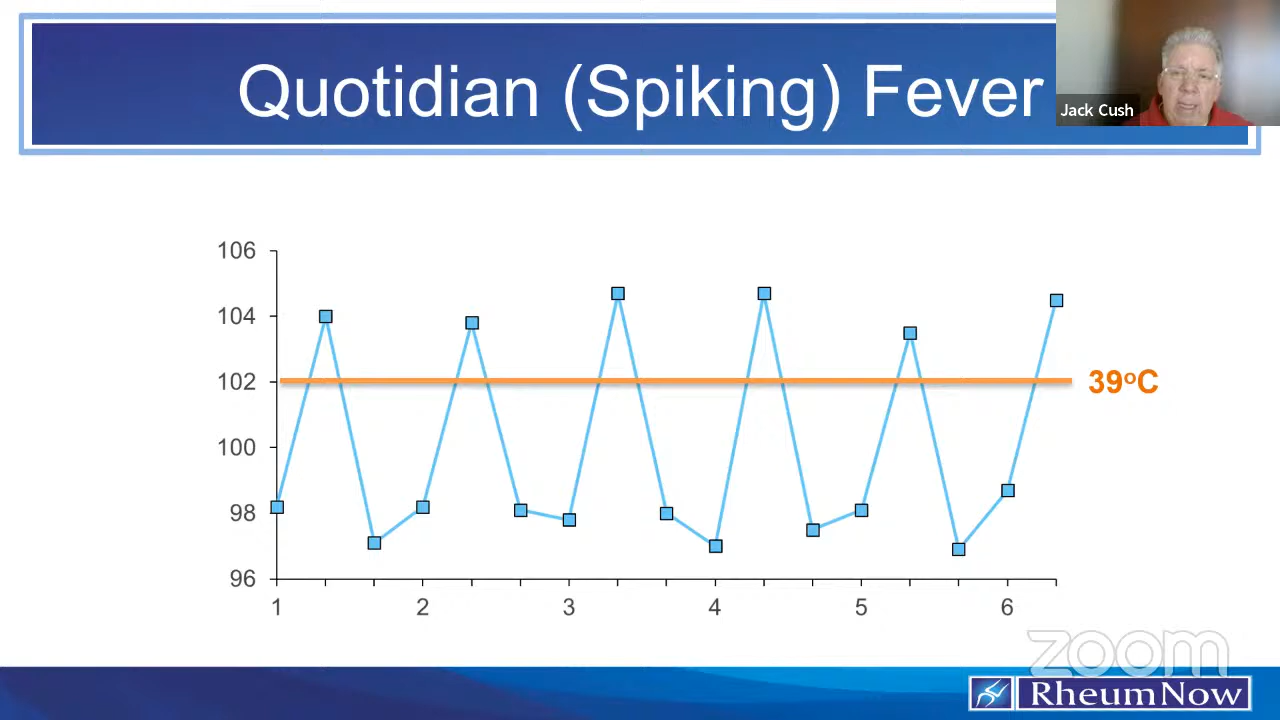 Quotidian (Spiking) Fever
Jack Cush
106
104
102
100
98
96
39°C
1 2 3 4 5 6
zoom
RheumNow